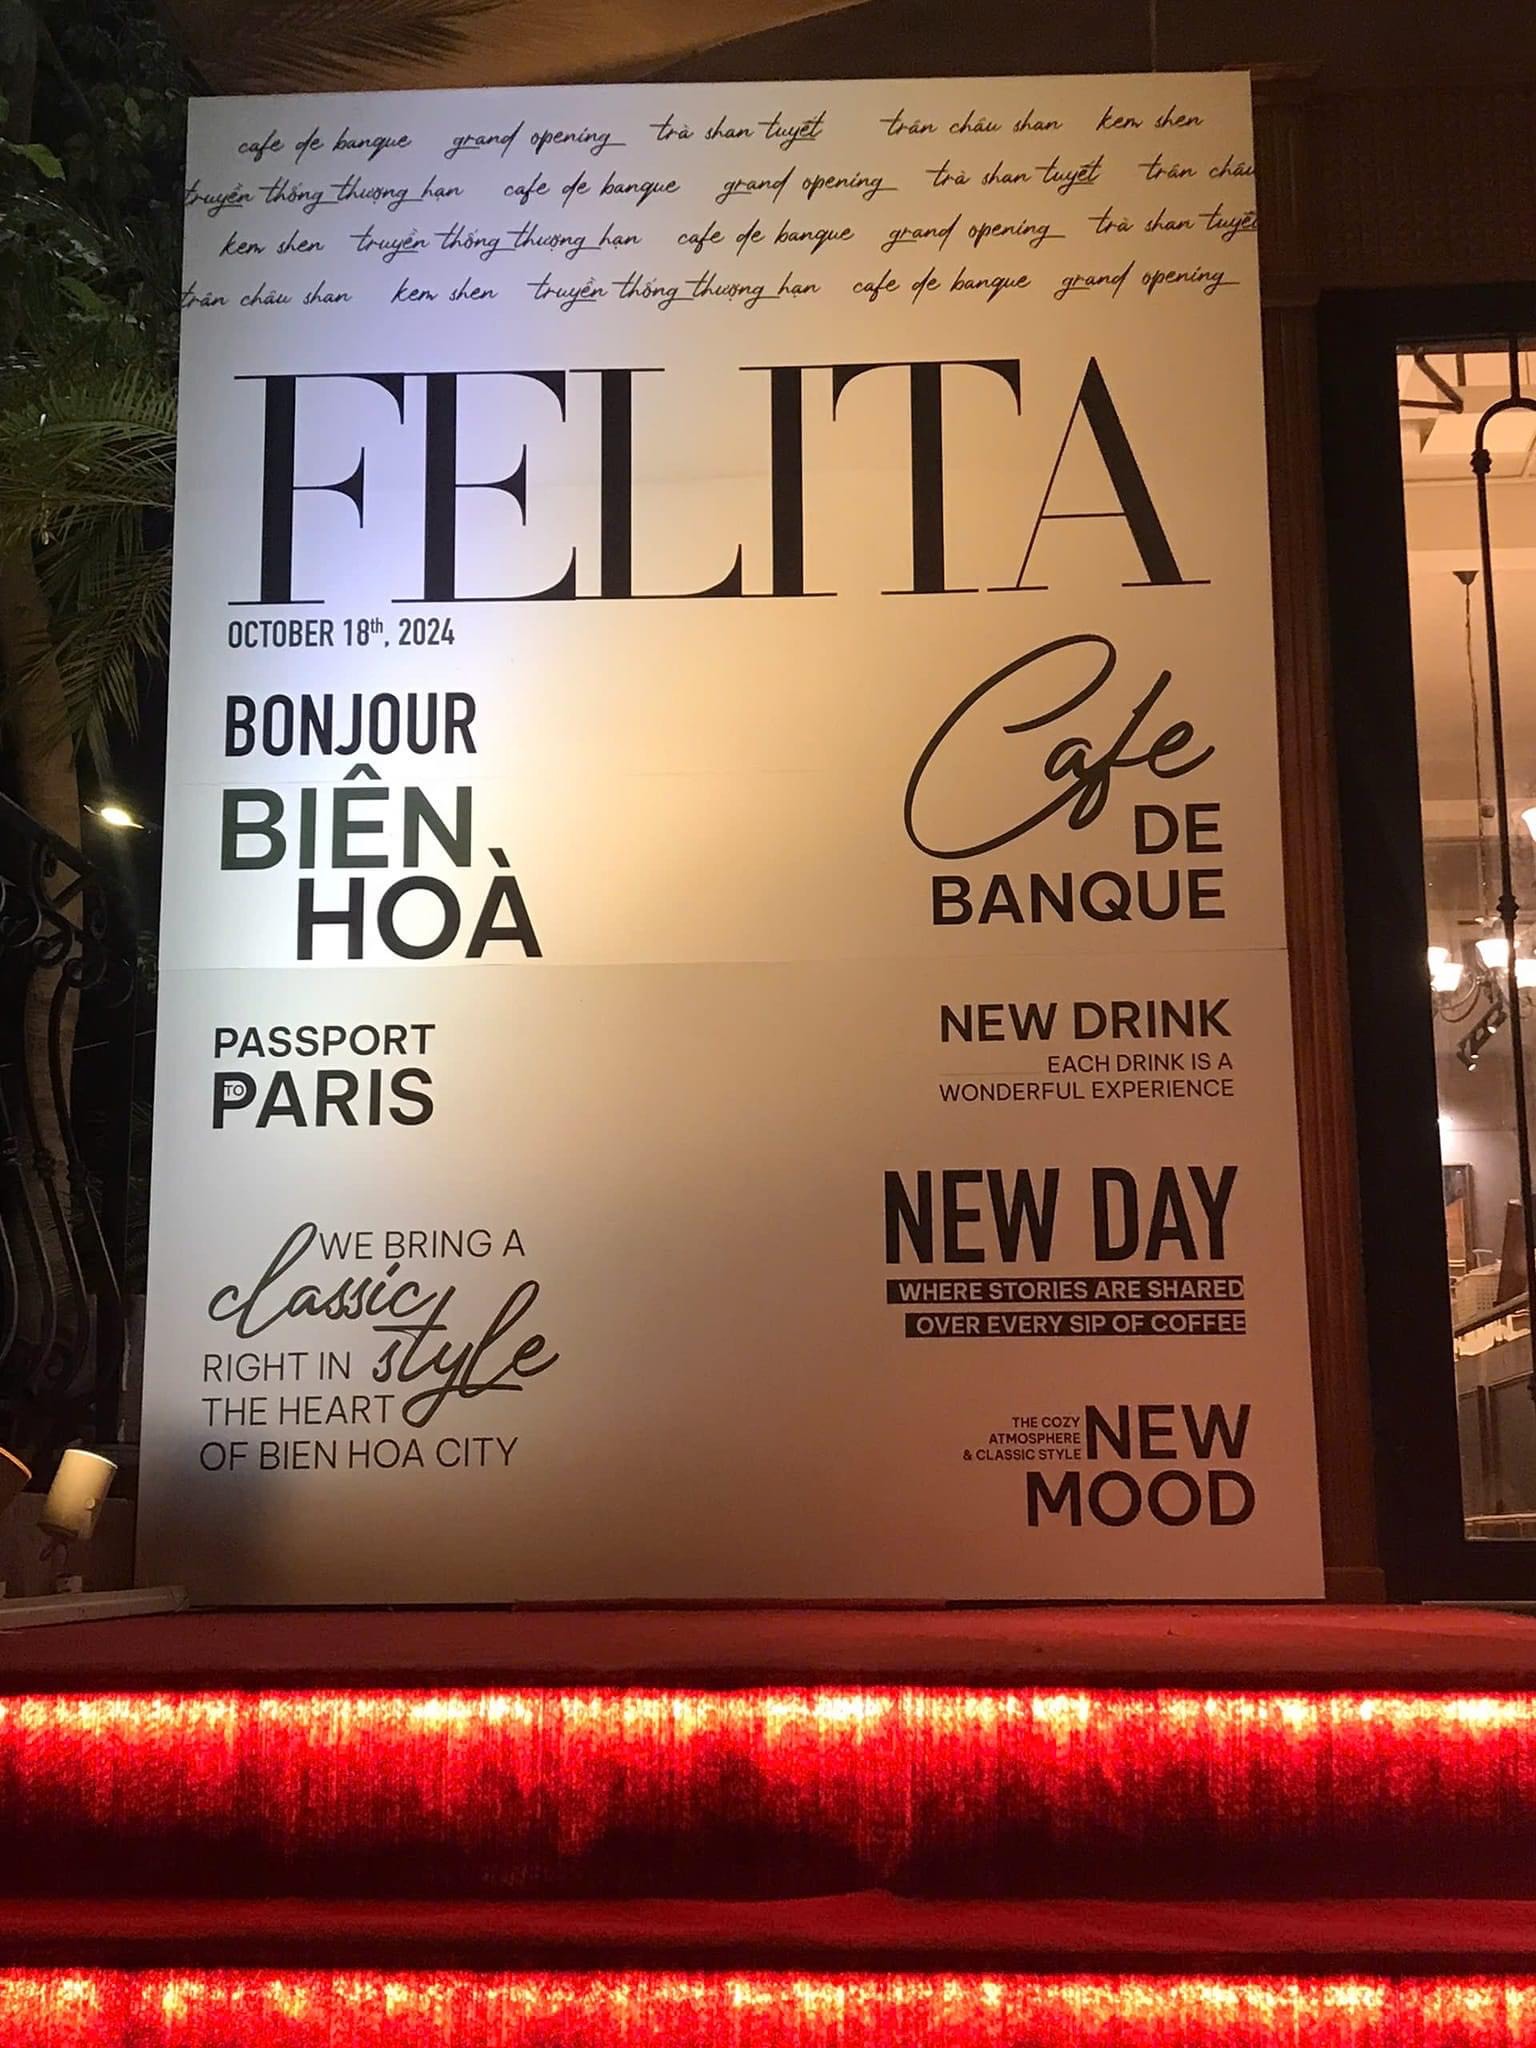 cafe de banque grand opening trà shan tuyết trân châu shan kem shen
truyền thống thượng hạn cafe de banque grand opening trà shan tuyết trân châu
kem shen truyền thống thượng hạn cafe de banque grand opening trà shan tuyết
trân châu shan kem shen truyền thống thượng hạn cafe de banque grand opening
FELITA
OCTOBER 18th, 2024
BONJOUR
BIÊN
HOÀ
PASSPORT
TO
PARIS
WE BRING A
classic
RIGHT IN style
THE HEART
OF BIEN HOA CITY
Cafe
DE
BANQUE
NEW DRINK
EACH DRINK IS A
WONDERFUL EXPERIENCE
NEW DAY
WHERE STORIES ARE SHARED
OVER EVERY SIP OF COFFEE
THE COZY
ATMOSPHERE
& CLASSIC STYLE
NEW
MOOD